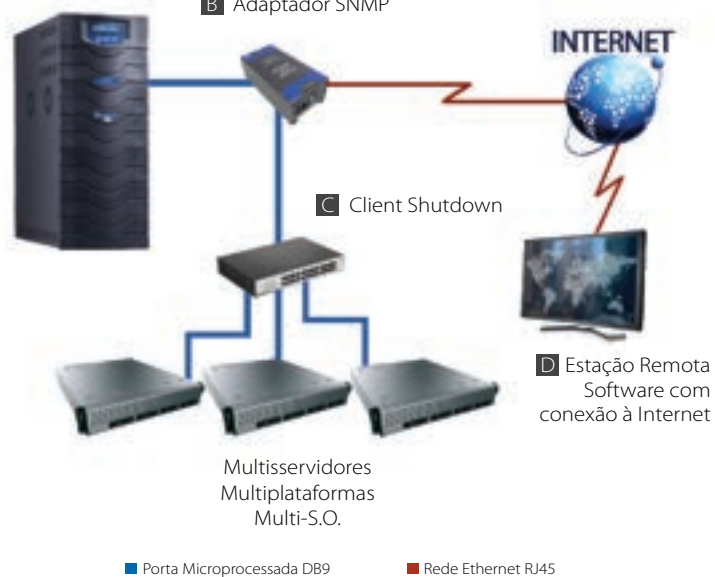 B Adaptador SNMP
INTERNET
C Client Shutdown
D Estação Remota
Software com
conexão à Internet
Multisservidores
Multiplataformas
Multi-S.O.
Porta Microprocessada DB9
Rede Ethernet RJ45